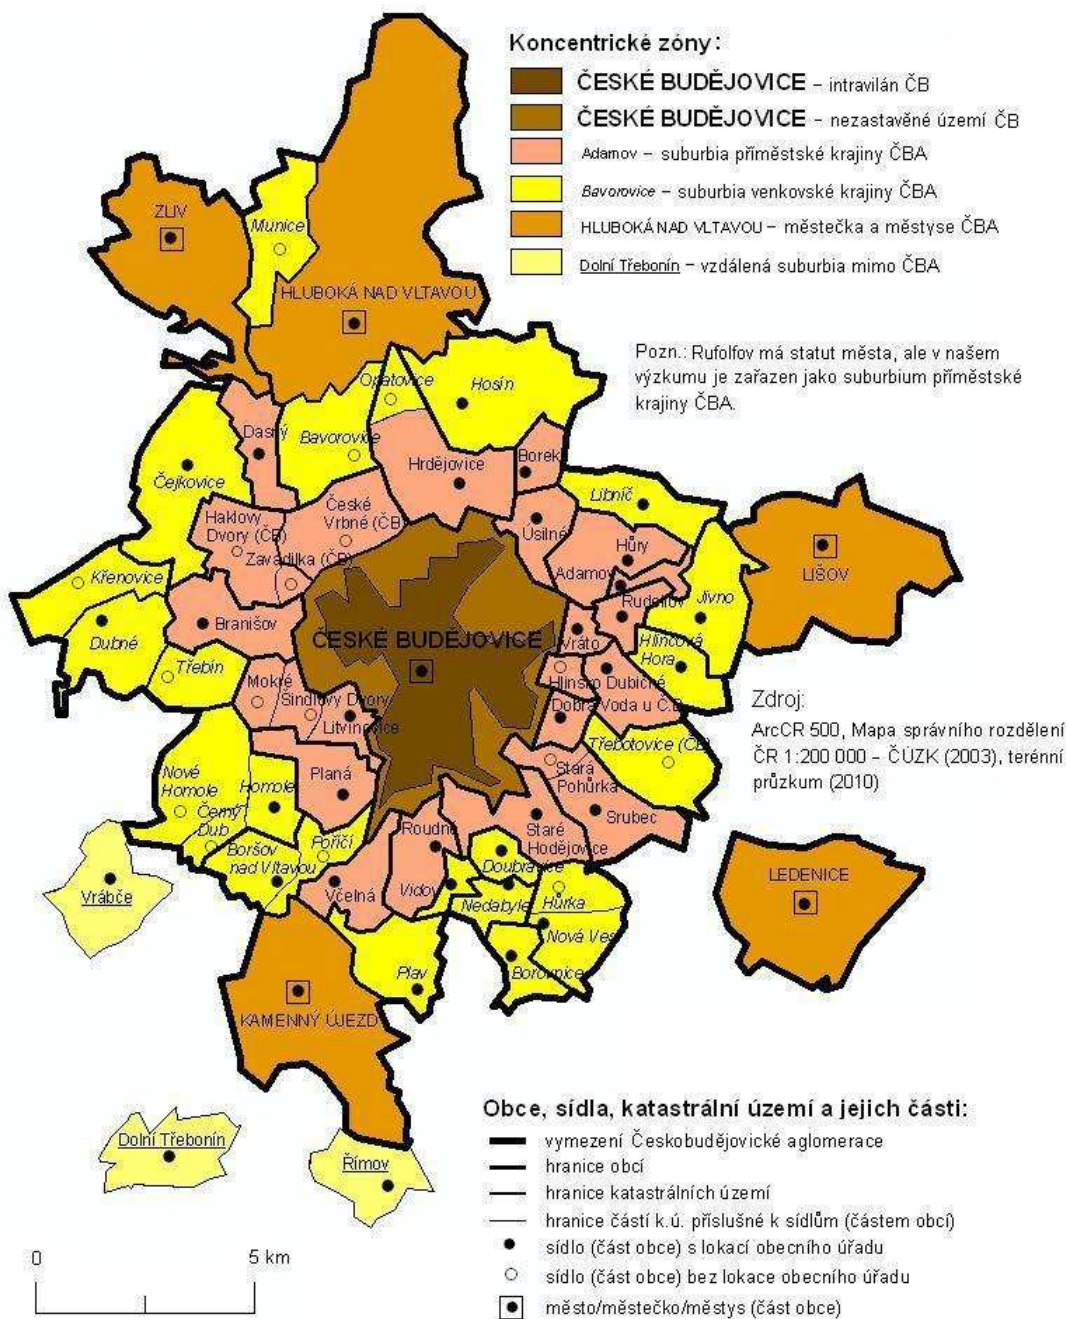 Koncentrické zóny:
ČESKÉ BUDĚJOVICE – intravilán ČB
ČESKÉ BUDĚJOVICE – nezastavěné území ČB
Adamov – suburbia příměstské krajiny ČBA
Bavorovice – suburbia venkovské krajiny ČBA
HLUBOKÁ NAD VLTAVOU – městečka a městyse ČBA
Dolní Třebonín – vzdálená suburbia mimo ČBA
ZLIV
Munice
HLUBOKÁ NAD VLTAVOU
Pozn.: Rufolfov má statut města, ale v našem
výzkumu je zařazen jako suburbium příměstské
krajiny ČBA.
Opatovice
Hosín
Dasný
Bavorovice
Hrdějovice
Borek
Čejkovice
Libníč
Haklovy
Dvory (ČB)
České
Vrbné (ČB)
Úsilné
Zavadilka (ČB)
Hůry
Adamov
LIŠOV
Křenovice
Rudolfov
Jivno
Branišov
Dubné
ČESKÉ BUDĚJOVICE
Vráto
Hlincová
Hora
Třebín
Mokré
Hlinsko
Dubičné
Šindlovy Dvory
Litvínovice
Dobrá Voda u Č.B.
Zdroj:
ArcCR 500, Mapa správního rozdělení
ČR 1:200 000 – ČÚZK (2003), terénní
průzkum (2010)
Třebotovice (ČB)
Nové
Homole
Homole
Planá
Stará
Pohůrka
Srubec
Černý
Dub
Roudné
Staré
Hodějovice
Boršov
nad Vltavou
Poříčí
Doubravice
Vrábče
Včelná
Vidov
Nedabyle
Hůrka
LEDENICE
Nová Ves
Plav
Borovnice
KAMENNÝ ÚJEZD
Dolní Třebonín
Římov
Obce, sídla, katastrální území a jejich části:
vymezení Českobudějovické aglomerace
hranice obcí
hranice katastrálních území
hranice částí k.ú. příslušné k sídlům (částem obcí)
sídlo (část obce) s lokací obecního úřadu
sídlo (část obce) bez lokace obecního úřadu
město/městečko/městys (část obce)
0 5 km